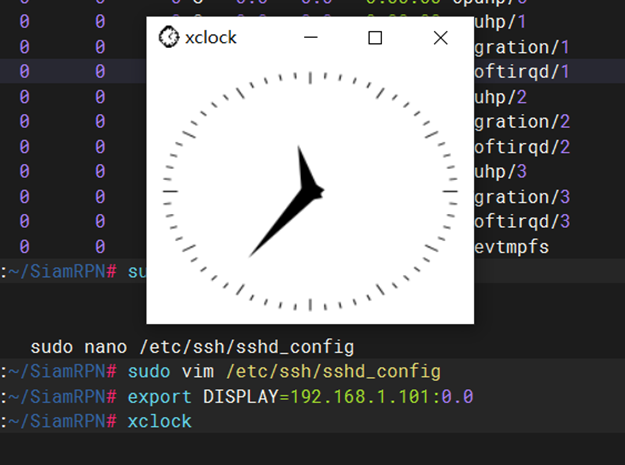 xclock
uhp/1
0 0 gration/1
0 0 oftirqd/1
0 0 uhp/2
0 0 gration/2
0 0 oftirqd/2
0 0 uhp/3
0 0 gration/3
0 0 oftirqd/3
0 0 evtmpfs
:~/SiamRPN# su
sudo nano /etc/ssh/sshd_config
:~/SiamRPN# sudo vim /etc/ssh/sshd_config
:~/SiamRPN# export DISPLAY=192.168.1.101:0.0
:~/SiamRPN# xclock